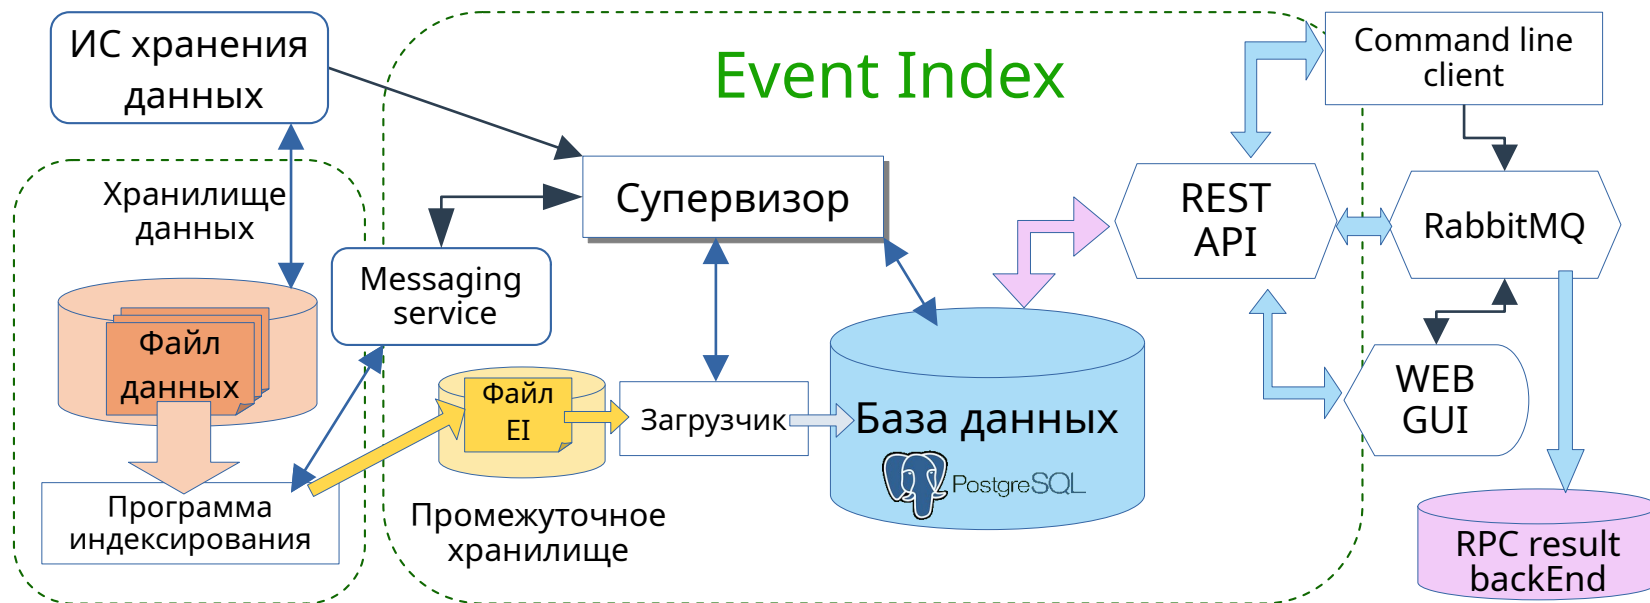 ИС хранения
данных
Event Index
Command line
client
Хранилище
данных
Супервизор
REST
API
RabbitMQ
Messaging
service
Файл
данных
Файл
EI
Загрузчик
База данных
PostgreSQL
WEB
GUI
Программа
индексирования
Промежуточное
хранилище
RPC result
backEnd